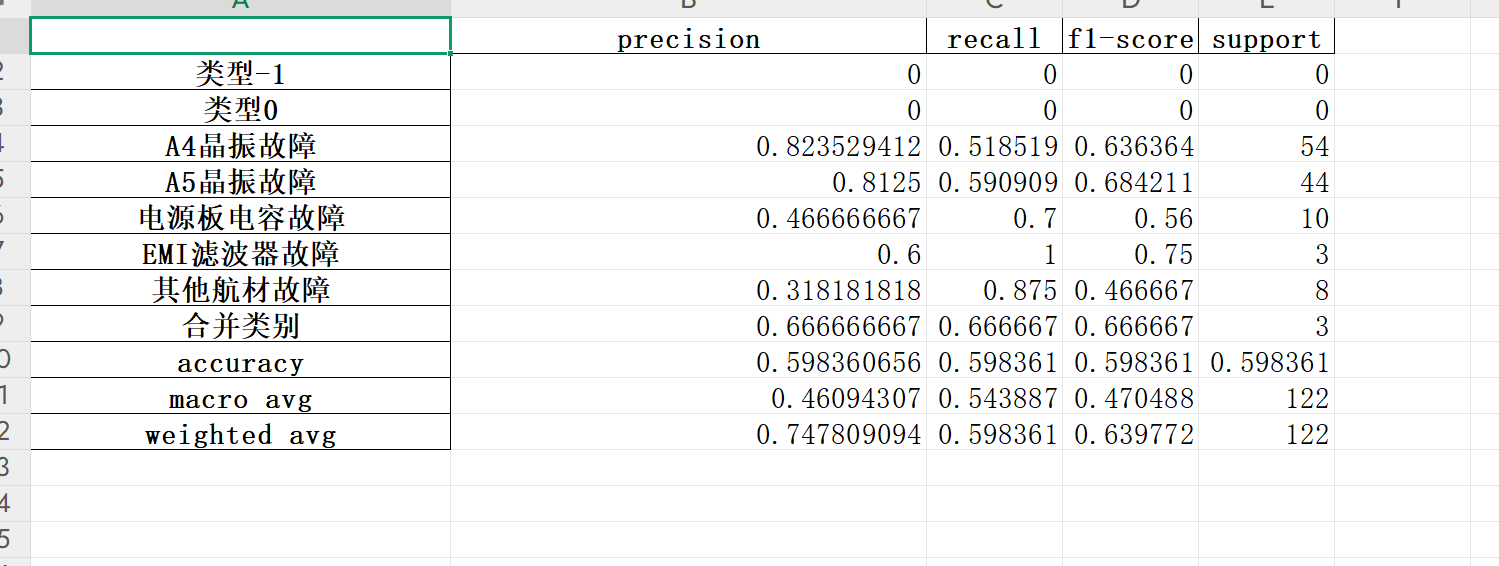 A B C D E F
precision recall f1-score support
2 类型-1 0 0 0 0
3 类型0 0 0 0 0
4 A4晶振故障 0.823529412 0.518519 0.636364 54
5 A5晶振故障 0.8125 0.590909 0.684211 44
6 电源板电容故障 0.466666667 0.7 0.56 10
7 EMI滤波器故障 0.6 1 0.75 3
8 其他航材故障 0.318181818 0.875 0.466667 8
9 合并类别 0.666666667 0.666667 0.666667 3
0 accuracy 0.598360656 0.598361 0.598361 0.598361
1 macro avg 0.46094307 0.543887 0.470488 122
2 weighted avg 0.747809094 0.598361 0.639772 122
3
4
5